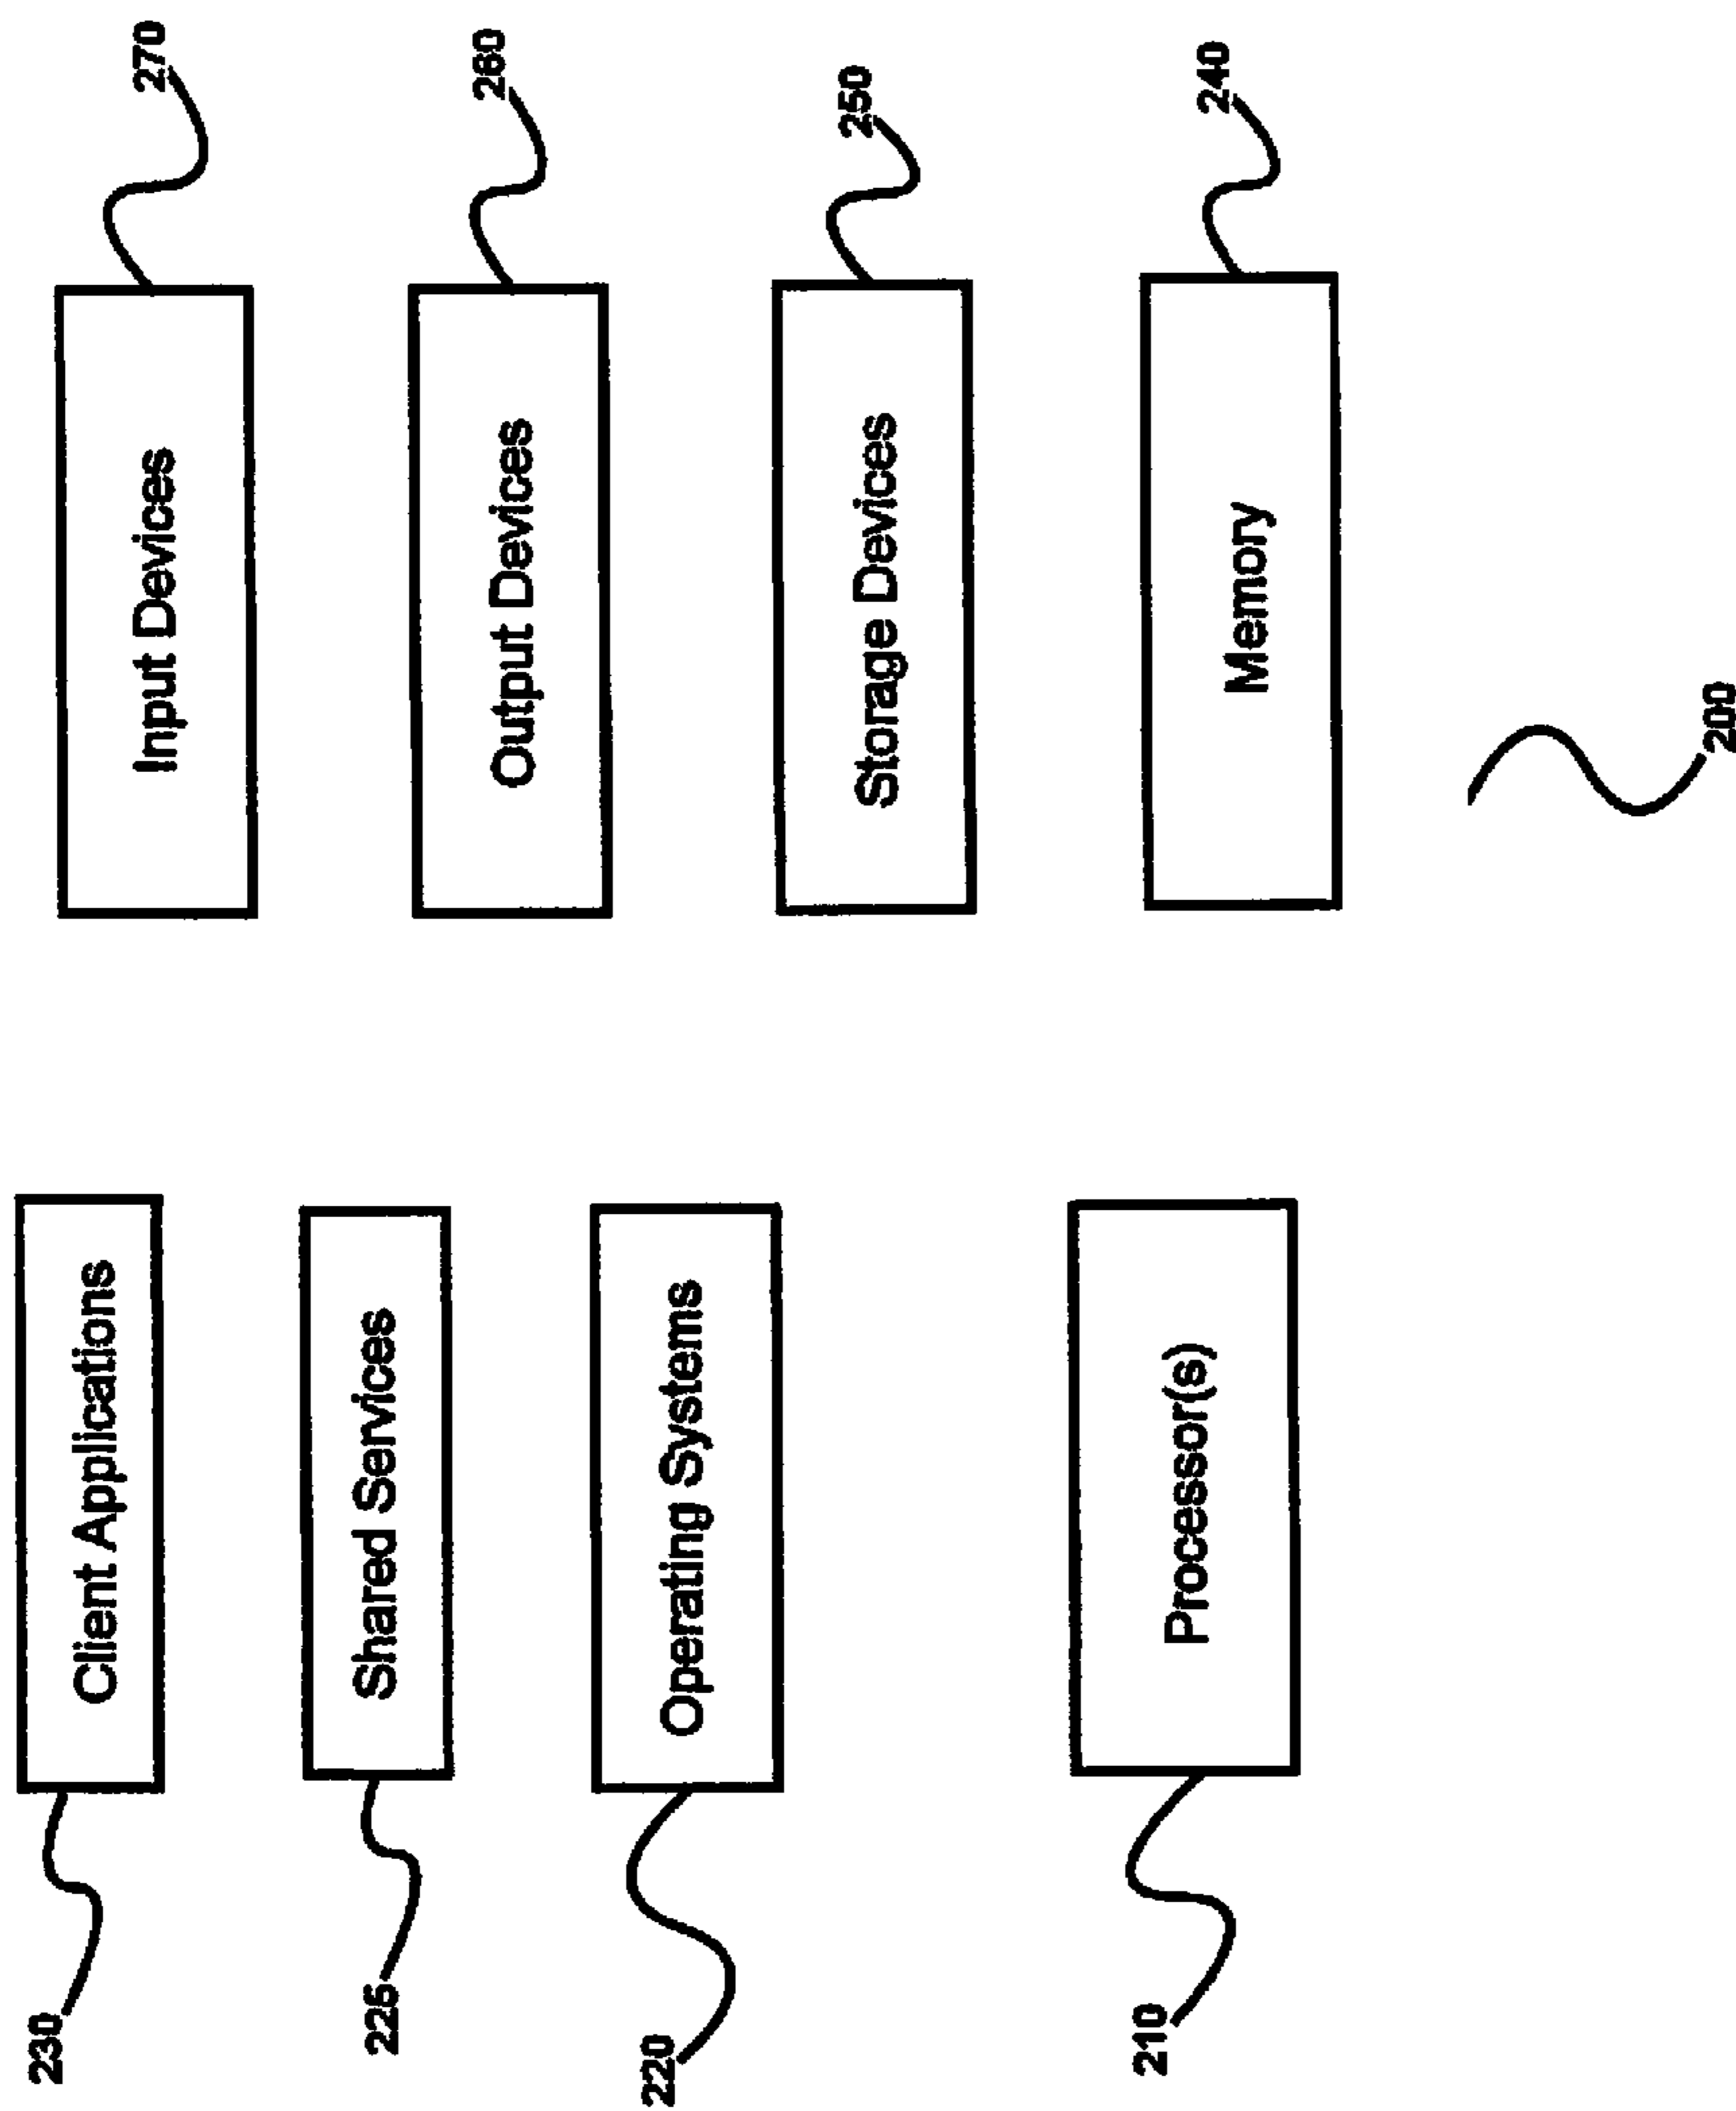 230
Client Applications
Input Devices
270
225
Shared Services
Output Devices
260
220
Operating Systems
Storage Devices
250
210
Processor(s)
Memory
240
200